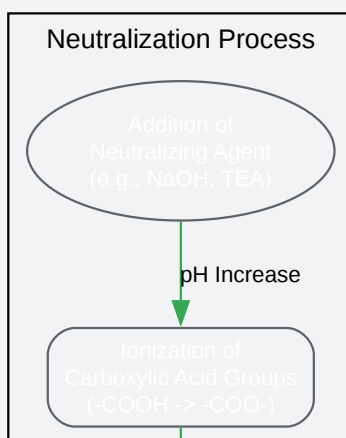 Neutralization Process
Addition of
Neutralizing Agent
(e.g., NaOH, TEA)
pH Increase
Ionization of
Carboxylic Acid Groups
(-COOH -> -COO-)